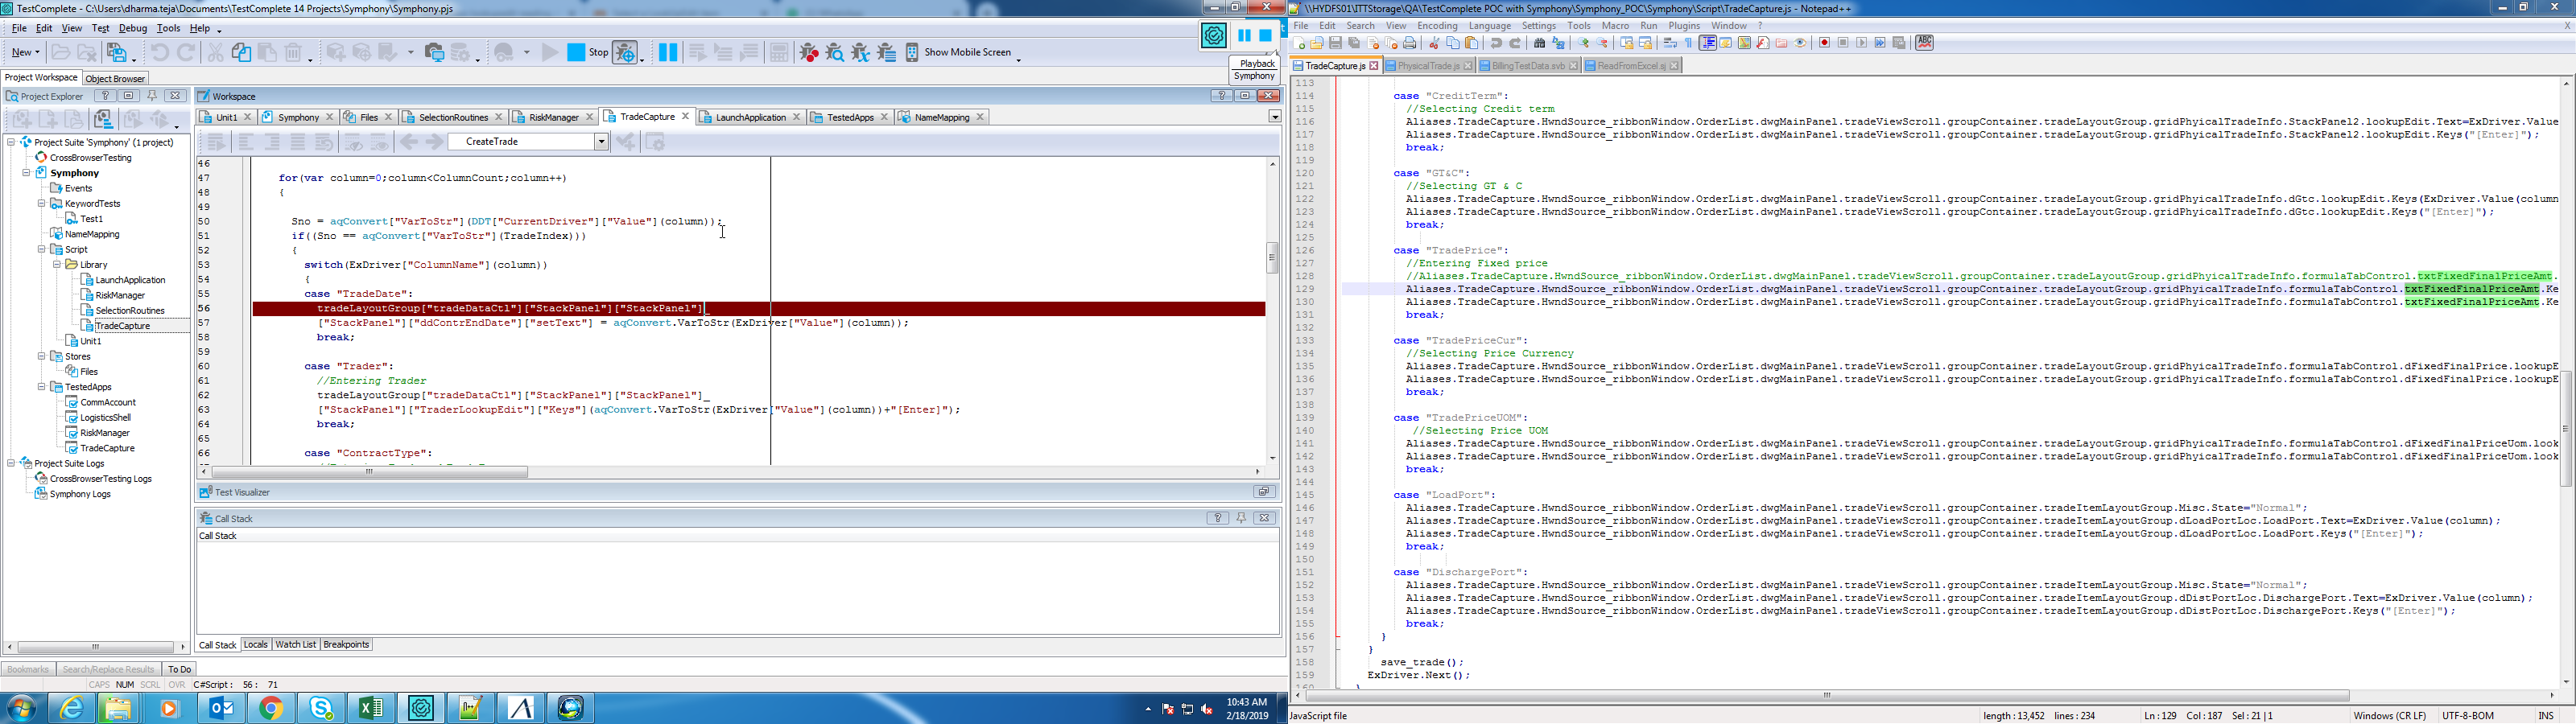 TestComplete - C:\Users\dharma.teja\Documents\TestComplete 14 Projects\Symphony\Symphony.pjs
File Edit View Test Debug Tools Help
New
Stop
Show Mobile Screen
Playback
Symphony
Project Workspace Object Browser
Project Explorer
Project Suite 'Symphony' (1 project)
CrossBrowserTesting
Symphony
Events
KeywordTests
Test1
NameMapping
Script
Library
LaunchApplication
RiskManager
SelectionRoutines
TradeCapture
Unit1
Stores
Files
TestedApps
CommAccount
LogisticsShell
RiskManager
TradeCapture
Project Suite Logs
CrossBrowserTesting Logs
Symphony Logs
Workspace
Unit1 Symphony Files SelectionRoutines RiskManager TradeCapture LaunchApplication TestedApps NameMapping
CreateTrade
46
47 for(var column=0;column<ColumnCount;column++)
48 {
49
50 Sno = aqConvert["VarToStr"](DDT["CurrentDriver"]["Value"](column));
51 if((Sno == aqConvert["VarToStr"](TradeIndex)))
52 {
53 switch(ExDriver["ColumnName"](column))
54 {
55 case "TradeDate":
56 tradeLayoutGroup["tradeDataCtl"]["StackPanel"]["StackPanel"]_
57 ["StackPanel"]["ddContrEndDate"]["setText"] = aqConvert.VarToStr(ExDriver["Value"](column));
58 break;
59
60 case "Trader":
61 //Entering Trader
62 tradeLayoutGroup["tradeDataCtl"]["StackPanel"]["StackPanel"]_
63 ["StackPanel"]["TraderLookupEdit"]["Keys"](aqConvert.VarToStr(ExDriver["Value"](column))+"[Enter]");
64 break;
65
66 case "ContractType":
Test Visualizer
Call Stack
Call Stack
Call Stack Locals Watch List Breakpoints
Bookmarks Search/Replace Results To Do
CAPS NUM SCRL OVR C#Script: 56: 71
\\HYDFS01\ITTStorage\QA\TestComplete POC with Symphony\Symphony_POC\Symphony\Script\TradeCapture.js - Notepad++
File Edit Search View Encoding Language Settings Tools Macro Run Plugins Window ? X
TradeCapture.js PhysicalTrade.js BillingTestData.svb ReadFromExcel.sj
113
114 case "CreditTerm":
115 //Selecting Credit term
116 Aliases.TradeCapture.HwndSource_ribbonWindow.OrderList.dwgMainPanel.tradeViewScroll.groupContainer.tradeLayoutGroup.gridPhyicalTradeInfo.StackPanel2.lookupEdit.Text=ExDriver.Value
117 Aliases.TradeCapture.HwndSource_ribbonWindow.OrderList.dwgMainPanel.tradeViewScroll.groupContainer.tradeLayoutGroup.gridPhyicalTradeInfo.StackPanel2.lookupEdit.Keys("[Enter]");
118 break;
119
120 case "GT&C":
121 //Selecting GT & C
122 Aliases.TradeCapture.HwndSource_ribbonWindow.OrderList.dwgMainPanel.tradeViewScroll.groupContainer.tradeLayoutGroup.gridPhyicalTradeInfo.dGtc.lookupEdit.Keys(ExDriver.Value(column
123 Aliases.TradeCapture.HwndSource_ribbonWindow.OrderList.dwgMainPanel.tradeViewScroll.groupContainer.tradeLayoutGroup.gridPhyicalTradeInfo.dGtc.lookupEdit.Keys("[Enter]");
124 break;
125
126 case "TradePrice":
127 //Entering Fixed price
128 //Aliases.TradeCapture.HwndSource_ribbonWindow.OrderList.dwgMainPanel.tradeViewScroll.groupContainer.tradeLayoutGroup.gridPhyicalTradeInfo.formulaTabControl.txtFixedFinalPriceAmt.
129 Aliases.TradeCapture.HwndSource_ribbonWindow.OrderList.dwgMainPanel.tradeViewScroll.groupContainer.tradeLayoutGroup.gridPhyicalTradeInfo.formulaTabControl.txtFixedFinalPriceAmt.Ke
130 Aliases.TradeCapture.HwndSource_ribbonWindow.OrderList.dwgMainPanel.tradeViewScroll.groupContainer.tradeLayoutGroup.gridPhyicalTradeInfo.formulaTabControl.txtFixedFinalPriceAmt.Ke
131 break;
132
133 case "TradePriceCur":
134 //Selecting Price Currency
135 Aliases.TradeCapture.HwndSource_ribbonWindow.OrderList.dwgMainPanel.tradeViewScroll.groupContainer.tradeLayoutGroup.gridPhyicalTradeInfo.formulaTabControl.dFixedFinalPrice.lookupE
136 Aliases.TradeCapture.HwndSource_ribbonWindow.OrderList.dwgMainPanel.tradeViewScroll.groupContainer.tradeLayoutGroup.gridPhyicalTradeInfo.formulaTabControl.dFixedFinalPrice.lookupE
137 break;
138
139 case "TradePriceUOM":
140 //Selecting Price UOM
141 Aliases.TradeCapture.HwndSource_ribbonWindow.OrderList.dwgMainPanel.tradeViewScroll.groupContainer.tradeLayoutGroup.gridPhyicalTradeInfo.formulaTabControl.dFixedFinalPriceUom.look
142 Aliases.TradeCapture.HwndSource_ribbonWindow.OrderList.dwgMainPanel.tradeViewScroll.groupContainer.tradeLayoutGroup.gridPhyicalTradeInfo.formulaTabControl.dFixedFinalPriceUom.look
143 break;
144
145 case "LoadPort":
146 Aliases.TradeCapture.HwndSource_ribbonWindow.OrderList.dwgMainPanel.tradeViewScroll.groupContainer.tradeItemLayoutGroup.Misc.State="Normal";
147 Aliases.TradeCapture.HwndSource_ribbonWindow.OrderList.dwgMainPanel.tradeViewScroll.groupContainer.tradeItemLayoutGroup.dLoadPortLoc.LoadPort.Text=ExDriver.Value(column);
148 Aliases.TradeCapture.HwndSource_ribbonWindow.OrderList.dwgMainPanel.tradeViewScroll.groupContainer.tradeItemLayoutGroup.dLoadPortLoc.LoadPort.Keys("[Enter]");
149 break;
150
151 case "DischargePort":
152 Aliases.TradeCapture.HwndSource_ribbonWindow.OrderList.dwgMainPanel.tradeViewScroll.groupContainer.tradeItemLayoutGroup.Misc.State="Normal";
153 Aliases.TradeCapture.HwndSource_ribbonWindow.OrderList.dwgMainPanel.tradeViewScroll.groupContainer.tradeItemLayoutGroup.dDistPortLoc.DischargePort.Text=ExDriver.Value(column);
154 Aliases.TradeCapture.HwndSource_ribbonWindow.OrderList.dwgMainPanel.tradeViewScroll.groupContainer.tradeItemLayoutGroup.dDistPortLoc.DischargePort.Keys("[Enter]");
155 break;
156 }
157 }
158 save_trade();
159 ExDriver.Next();
JavaScript file length : 13,452 lines : 234 Ln : 129 Col : 187 Sel : 21 | 1 Windows (CR LF) UTF-8-BOM INS
10:43 AM
2/18/2019